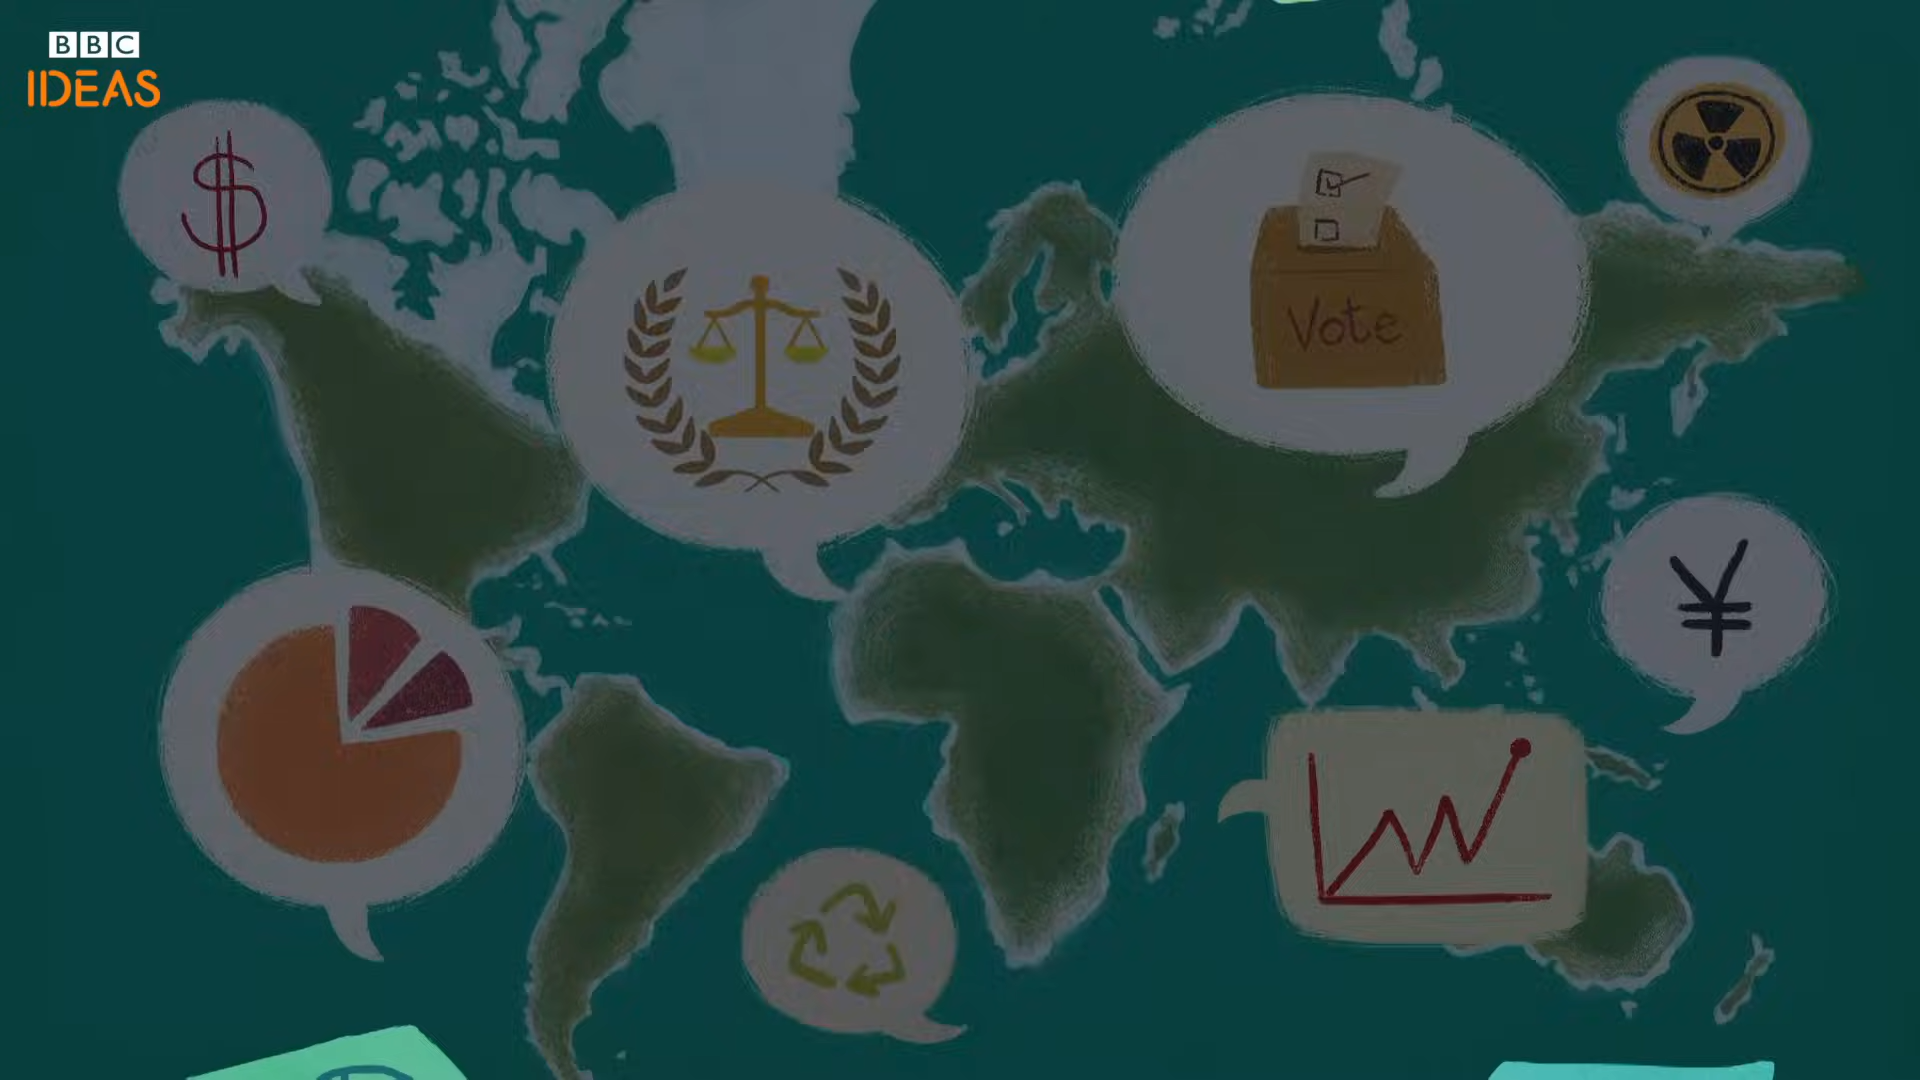 BBC
IDEAS
$
Vote
¥